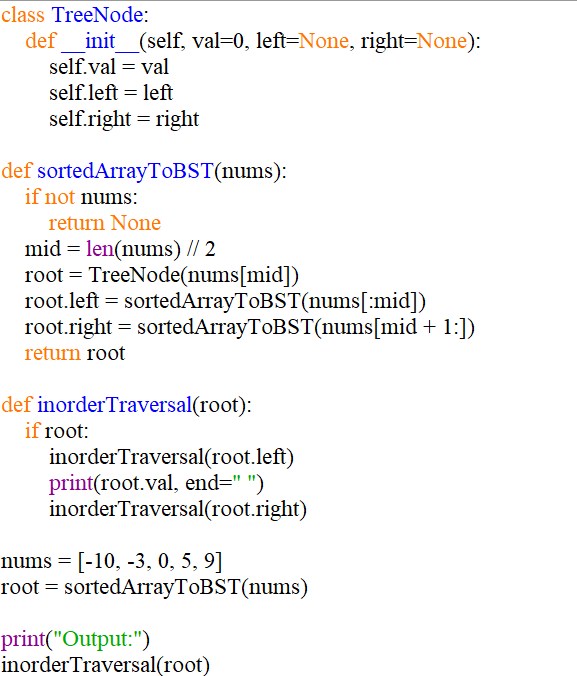 class TreeNode:
    def __init__(self, val=0, left=None, right=None):
        self.val = val
        self.left = left
        self.right = right

def sortedArrayToBST(nums):
    if not nums:
        return None
    mid = len(nums) // 2
    root = TreeNode(nums[mid])
    root.left = sortedArrayToBST(nums[:mid])
    root.right = sortedArrayToBST(nums[mid + 1:])
    return root

def inorderTraversal(root):
    if root:
        inorderTraversal(root.left)
        print(root.val, end=" ")
        inorderTraversal(root.right)

nums = [-10, -3, 0, 5, 9]
root = sortedArrayToBST(nums)

print("Output:")
inorderTraversal(root)